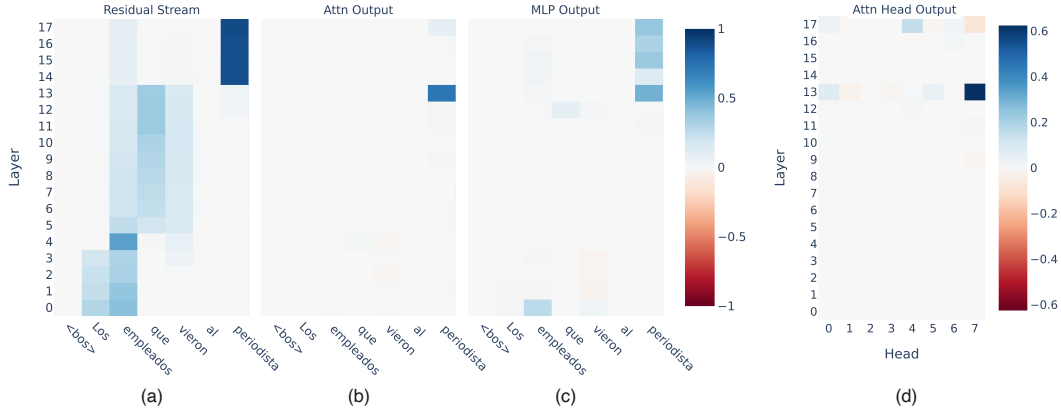 Residual Stream
Attn Output
MLP Output
Attn Head Output
Layer
17
16
15
14
13
12
11
10
9
8
7
6
5
4
3
2
1
0
<bos>
Los
empleados
que
vieron
al
periodista
<bos>
Los
empleados
que
vieron
al
periodista
<bos>
Los
empleados
que
vieron
al
periodista
1
0.5
0
−0.5
−1
Layer
17
16
15
14
13
12
11
10
9
8
7
6
5
4
3
2
1
0
0 1 2 3 4 5 6 7
Head
0.6
0.4
0.2
0
−0.2
−0.4
−0.6
(a)
(b)
(c)
(d)